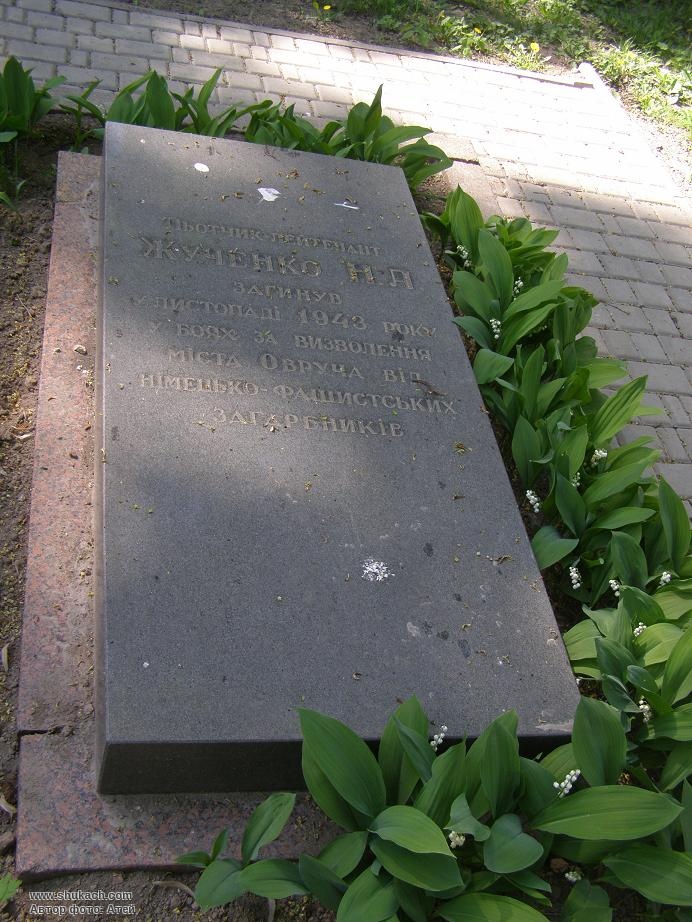 Льотчик-лейтенант
Жученко Н.Д.
загинув
у листопаді 1943 року
у боях за визволення
міста Овруча від
німецько-фашистських
загарбників
www.shukach.com
Автор фото: Атей